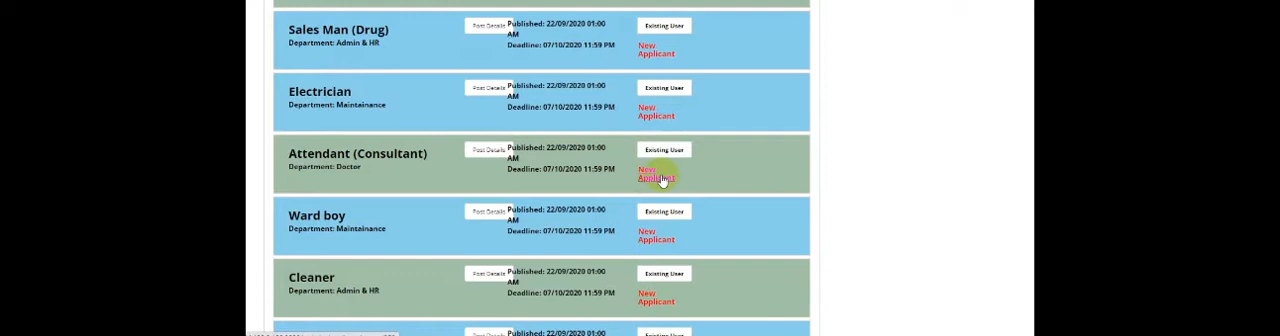 Sales Man (Drug)
Department: Admin & HR
Post Details
Published: 22/09/2020 01:00
AM
Deadline: 07/10/2020 11:59 PM
Existing User
New
Applicant
Electrician
Department: Maintainance
Post Details
Published: 22/09/2020 01:00
AM
Deadline: 07/10/2020 11:59 PM
Existing User
New
Applicant
Attendant (Consultant)
Department: Doctor
Post Details
Published: 22/09/2020 01:00
AM
Deadline: 07/10/2020 11:59 PM
Existing User
New
Applicant
Ward boy
Department: Maintainance
Post Details
Published: 22/09/2020 01:00
AM
Deadline: 07/10/2020 11:59 PM
Existing User
New
Applicant
Cleaner
Department: Admin & HR
Post Details
Published: 22/09/2020 01:00
AM
Deadline: 07/10/2020 11:59 PM
Existing User
New
Applicant
Post Details
Published: 22/09/2020 01:00
Existing User